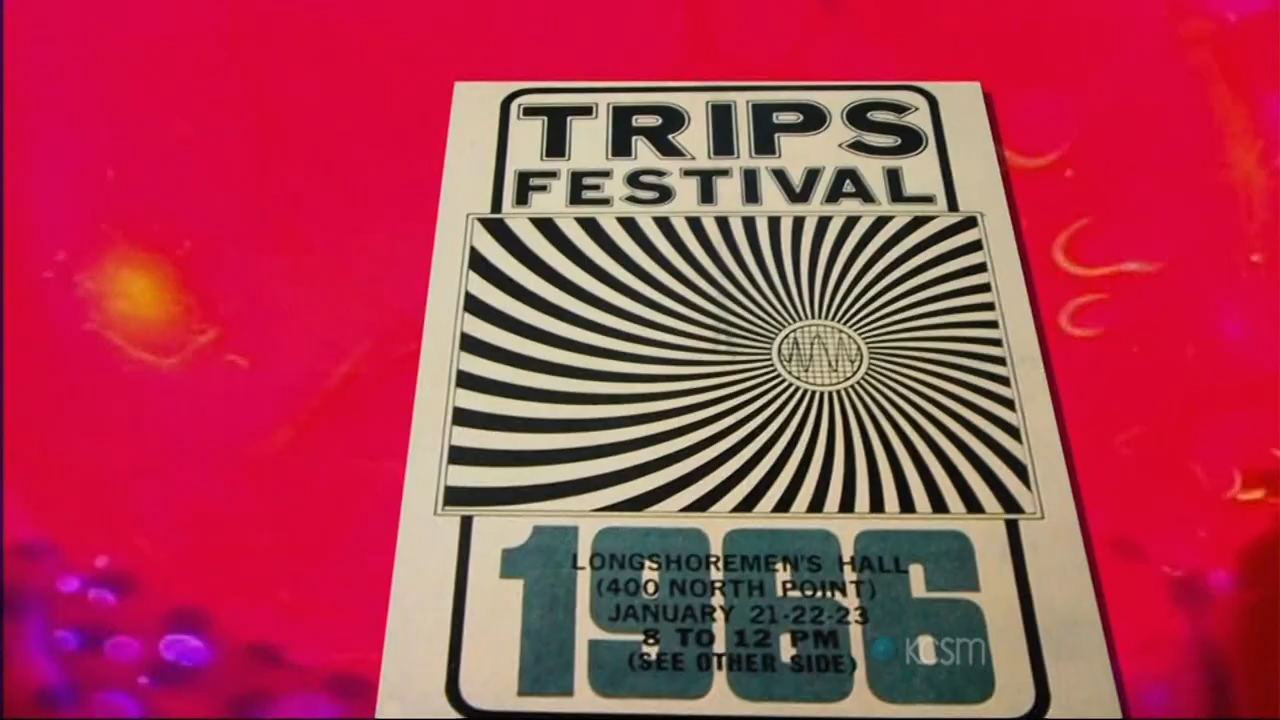 TRIPS
FESTIVAL
1966
LONGSHOREMEN'S HALL
(400 NORTH POINT)
JANUARY 21-22-23
8 TO 12 PM
(SEE OTHER SIDE)
KCSM